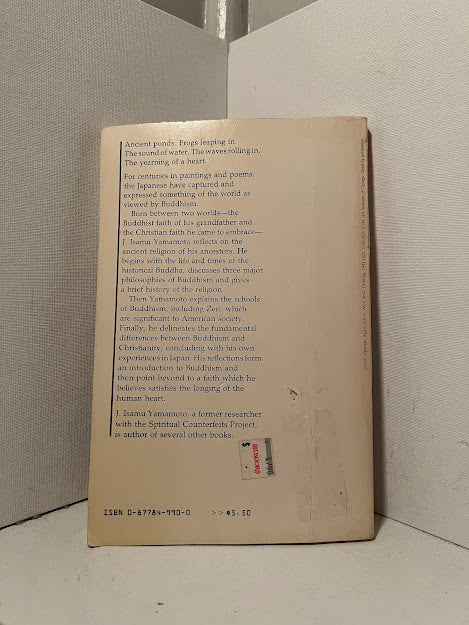 Ancient ponds. Frogs leaping in.
The sound of water. The waves rolling in.
The yearning of a heart.
For centuries in paintings and poems,
the Japanese have captured and
expressed something of the world as
viewed by Buddhism.
Born between two worlds—the
Buddhist faith of his grandfather and
the Christian faith he came to embrace—
J. Isamu Yamamoto reflects on the
ancient religion of his ancestors. He
begins with the life and times of the
historical Buddha, discusses three major
philosophies of Buddhism and gives
a brief history of the religion.
Then Yamamoto explains the schools
of Buddhism, including Zen, which
are significant to American society.
Finally, he delineates the fundamental
differences between Buddhism and
Christianity, concluding with his own
experiences in Japan. His reflections form
an introduction to Buddhism and
then point beyond to a faith which he
believes satisfies the longing of the
human heart.
J. Isamu Yamamoto, a former researcher
with the Spiritual Counterfeits Project,
is author of several other books.
$
ISBN 0-87784-990-0 >> $5.50